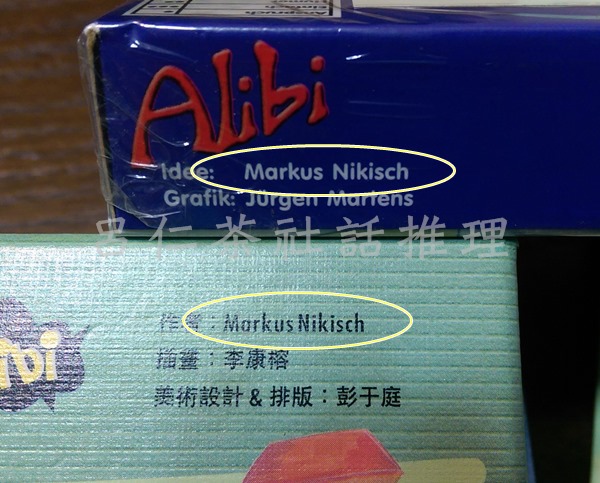 Alibi
Idee: Markus Nikisch
Grafik: Jürgen Martens
呂仁茶社話推理
作者：Markus Nikisch
插畫：李康榕
美術設計 & 排版：彭于庭